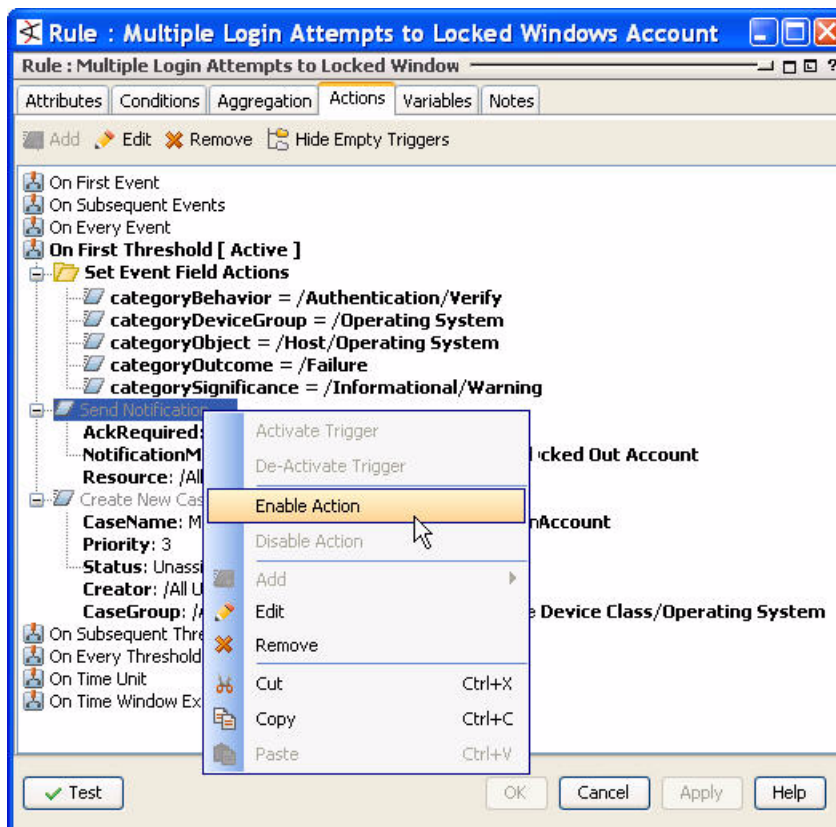 Rule : Multiple Login Attempts to Locked Windows Account
Rule : Multiple Login Attempts to Locked Window
Attributes Conditions Aggregation Actions Variables Notes
Add Edit Remove Hide Empty Triggers
On First Event
On Subsequent Events
On Every Event
On First Threshold [ Active ]
Set Event Field Actions
categoryBehavior = /Authentication/Verify
categoryDeviceGroup = /Operating System
categoryObject = /Host/Operating System
categoryOutcome = /Failure
categorySignificance = /Informational/Warning
Send Notification
AckRequired:
Activate Trigger
NotificationM cked Out Account
De-Activate Trigger
Resource: /All
Create New Cas
Enable Action
CaseName: M nAccount
Priority: 3
Disable Action
Status: Unassi
Add
Creator: /All U
CaseGroup: /A e Device Class/Operating System
Edit
On Subsequent Thre
Remove
On Every Threshold
On Time Unit
Cut Ctrl+X
On Time Window Ex
Copy Ctrl+C
Paste Ctrl+V
Test OK Cancel Apply Help